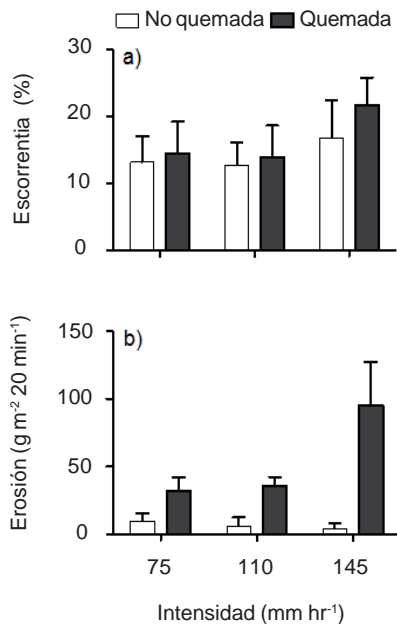 No quemada Quemada
a)
Escorrentia (%)
30
20
10
0
b)
Erosión (g m⁻² 20 min⁻¹)
150
100
50
0
75 110 145
Intensidad (mm hr⁻¹)